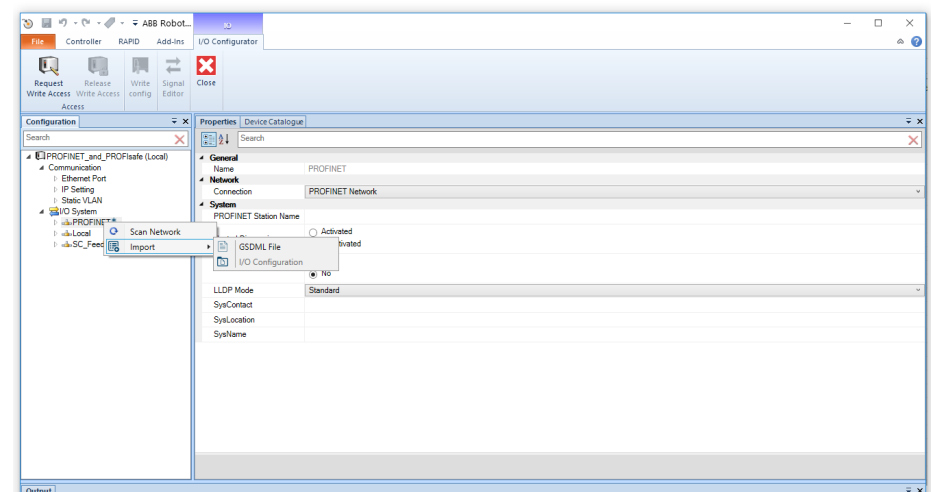 ABB Robot... IO
File Controller RAPID Add-Ins I/O Configurator
Request Write Access
Release Write Access
Write config
Signal Editor
Close
Access
Configuration
Search
PROFINET_and_PROFIsafe (Local)
Communication
Ethernet Port
IP Setting
Static VLAN
I/O System
PROFINET*
Local
SC_Feed
Scan Network
Import
GSDML File
I/O Configuration
Properties Device Catalogue
Search
General
Name PROFINET
Network
Connection PROFINET Network
System
PROFINET Station Name
Activated
No
LLDP Mode Standard
SysContact
SysLocation
SysName
Output